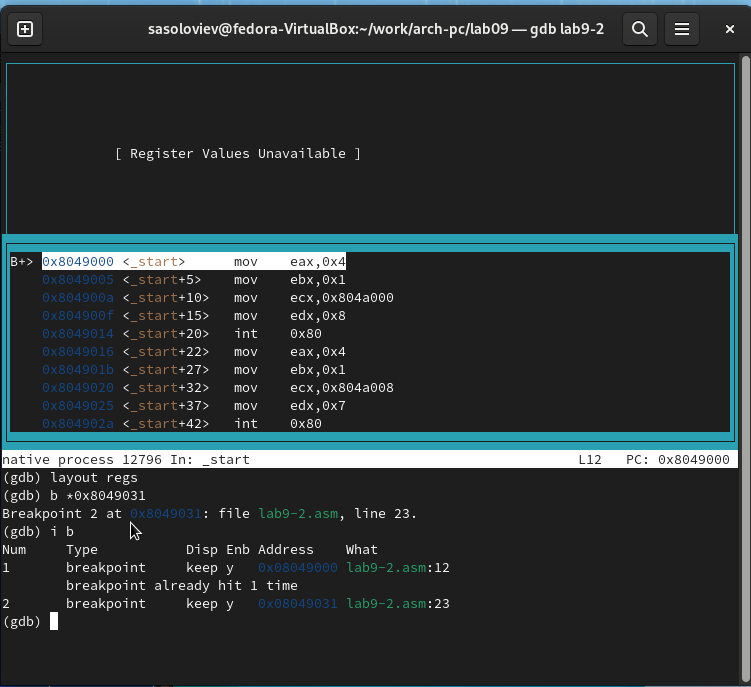 sasoloviev@fedora-VirtualBox:~/work/arch-pc/lab09 — gdb lab9-2
[ Register Values Unavailable ]
B+> 0x8049000 <_start>      mov    eax,0x4
    0x8049005 <_start+5>    mov    ebx,0x1
    0x804900a <_start+10>   mov    ecx,0x804a000
    0x804900f <_start+15>   mov    edx,0x8
    0x8049014 <_start+20>   int    0x80
    0x8049016 <_start+22>   mov    eax,0x4
    0x804901b <_start+27>   mov    ebx,0x1
    0x8049020 <_start+32>   mov    ecx,0x804a008
    0x8049025 <_start+37>   mov    edx,0x7
    0x804902a <_start+42>   int    0x80
native process 12796 In: _start                                         L12   PC: 0x8049000
(gdb) layout regs
(gdb) b *0x8049031
Breakpoint 2 at 0x8049031: file lab9-2.asm, line 23.
(gdb) i b
Num     Type           Disp Enb Address    What
1       breakpoint     keep y   0x08049000 lab9-2.asm:12
        breakpoint already hit 1 time
2       breakpoint     keep y   0x08049031 lab9-2.asm:23
(gdb)